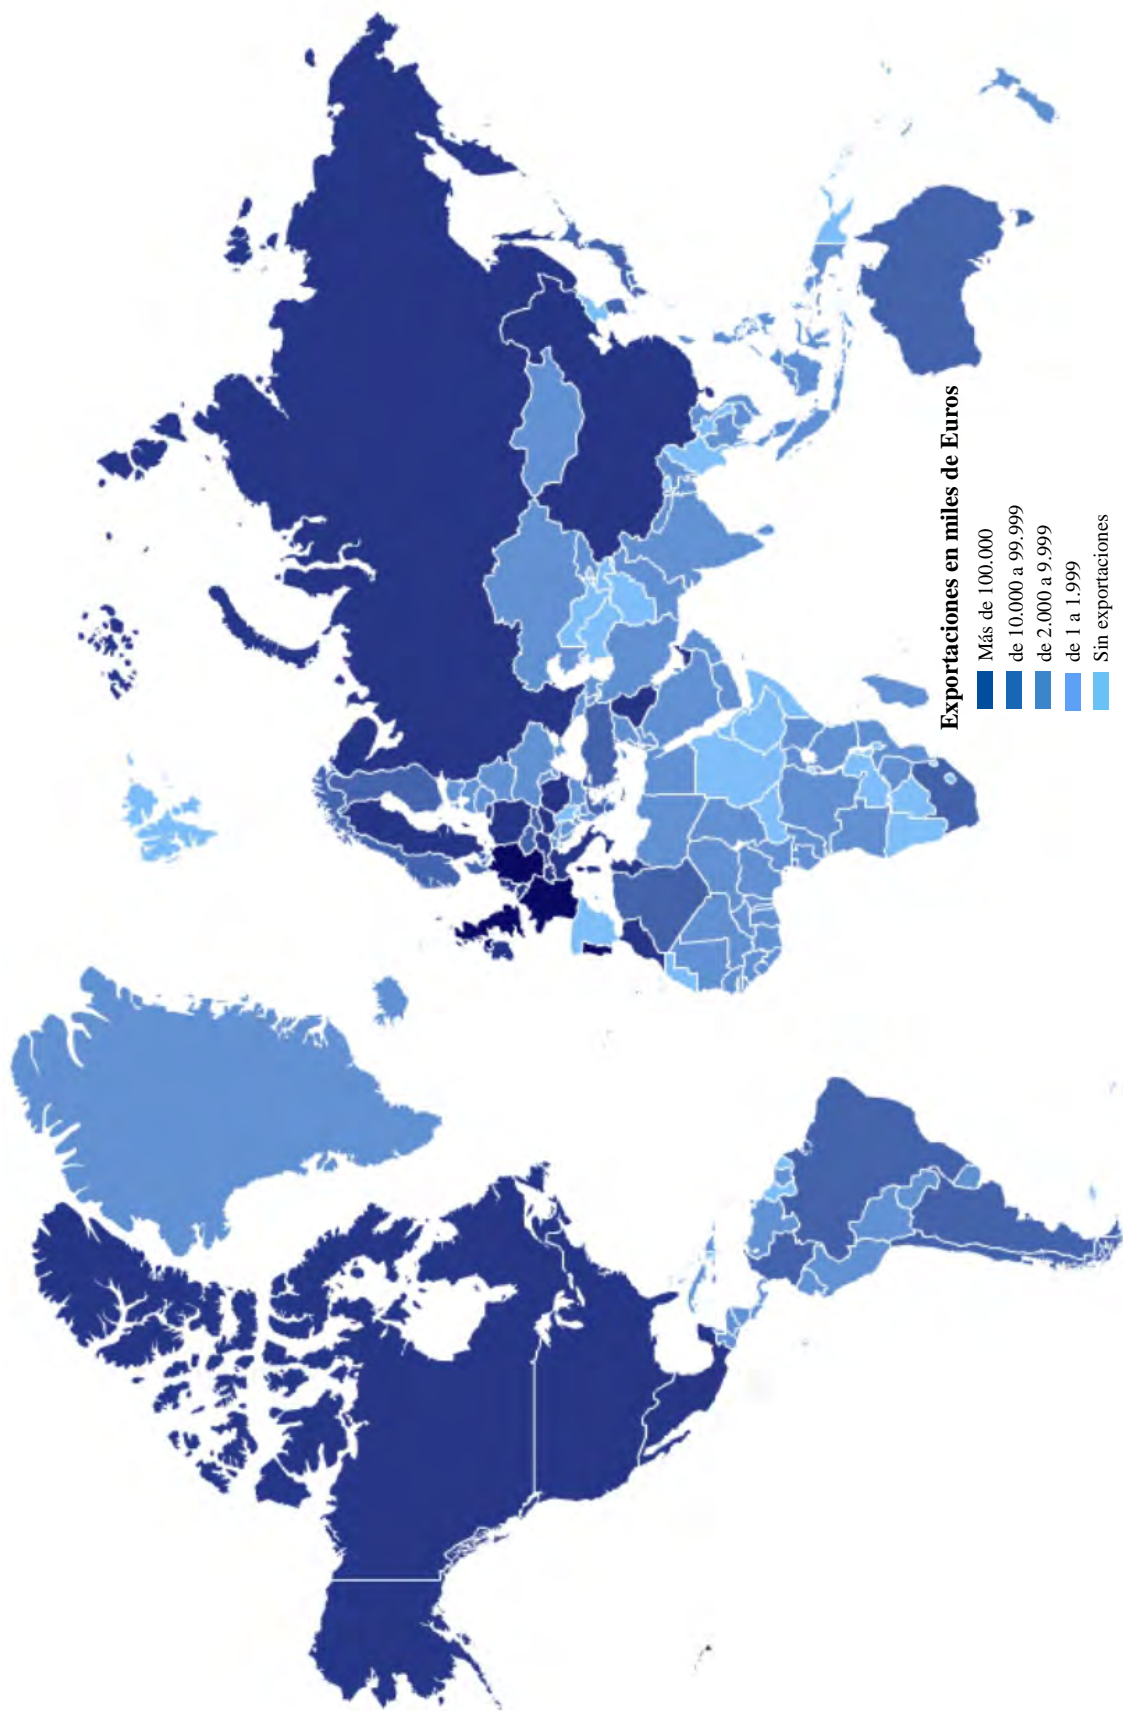 Exportaciones en miles de Euros
Más de 100.000
de 10.000 a 99.999
de 2.000 a 9.999
de 1 a 1.999
Sin exportaciones